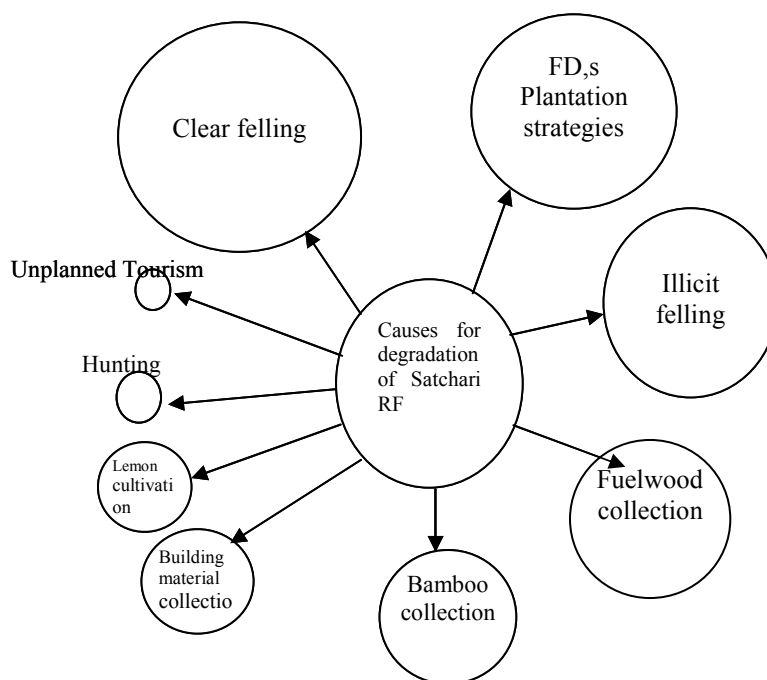 Clear felling
FD,s
Plantation
strategies
Illicit
felling
Unplanned Tourism
Causes for
degradation
of Satchari
RF
Hunting
Lemon
cultivati
on
Building
material
collectio
Bamboo
collection
Fuelwood
collection